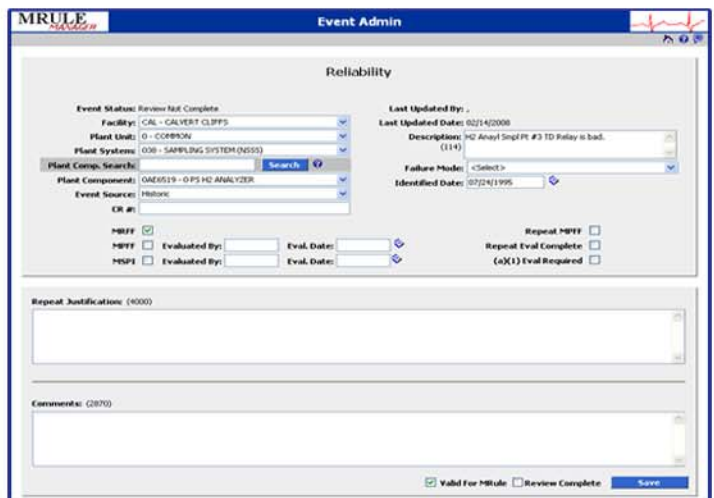 MRULE
MANAGER
Event Admin
Reliability
Event Status: Review Not Complete
Facility: CAL - CALVERT CLIFFS
Plant Unit: 0 - COMMON
Plant System: 038 - SAMPLING SYSTEM (NSSS)
Plant Comp. Search: Search
Plant Component: 0AE6519 - 0 PS H2 ANALYZER
Event Source: Historic
CR #:
Last Updated By: ,
Last Updated Date: 02/14/2008
Description: H2 Anayl Snpl Pt #3 TD Relay is bad.
(114)
Failure Mode: <Select>
Identified Date: 07/24/1995
MRFF
MPFF Evaluated By: Eval. Date:
MSPI Evaluated By: Eval. Date:
Repeat MPFF
Repeat Eval Complete
(a)(1) Eval Required
Repeat Justification: (4000)
Comments: (2870)
Valid For MRule Review Complete Save